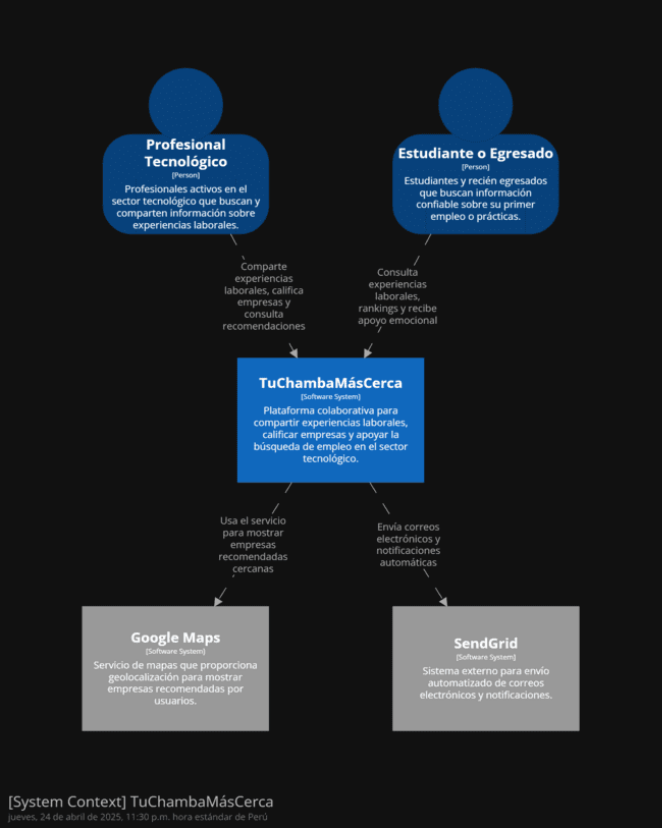 Profesional
Tecnológico
[Person]
Profesionales activos en el
sector tecnológico que buscan y
comparten información sobre
experiencias laborales.
Estudiante o Egresado
[Person]
Estudiantes y recién egresados
que buscan información
confiable sobre su primer
empleo o prácticas.
Comparte
experiencias
laborales, califica
empresas y
consulta
recomendaciones
Consulta
experiencias
laborales,
rankings y recibe
apoyo emocional
TuChambaMásCerca
[Software System]
Plataforma colaborativa para
compartir experiencias laborales,
calificar empresas y apoyar la
búsqueda de empleo en el sector
tecnológico.
Usa el servicio
para mostrar
empresas
recomendadas
cercanas
Envía correos
electrónicos y
notificaciones
automáticas
Google Maps
[Software System]
Servicio de mapas que proporciona
geolocalización para mostrar
empresas recomendadas por
usuarios.
SendGrid
[Software System]
Sistema externo para envío
automatizado de correos
electrónicos y notificaciones.
[System Context] TuChambaMásCerca
jueves, 24 de abril de 2025, 11:30 p.m. hora estándar de Perú